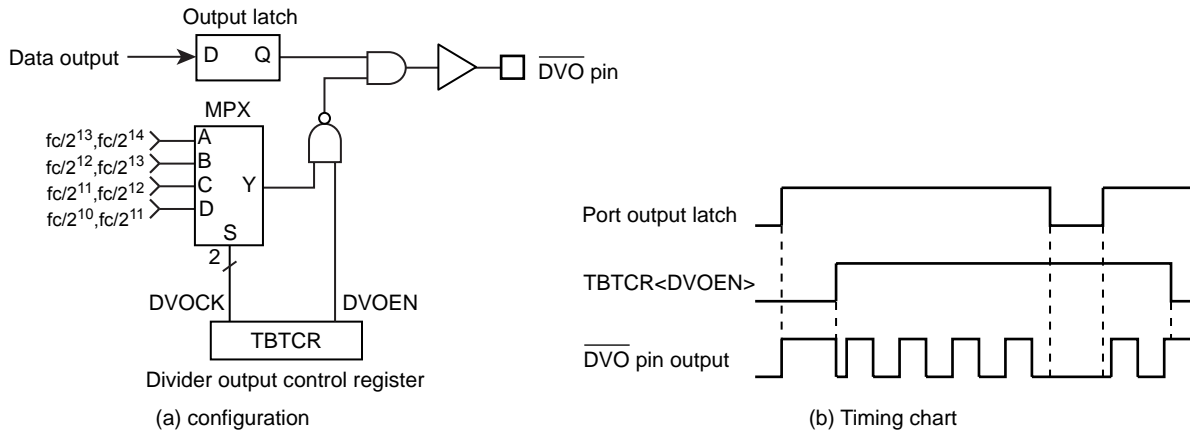 Output latch
Data output
D Q
DVO pin
MPX
fc/2^13,fc/2^14 A
fc/2^12,fc/2^13 B
fc/2^11,fc/2^12 C
fc/2^10,fc/2^11 D
Y
S
2
DVOCK DVOEN
TBTCR
Divider output control register
(a) configuration
Port output latch
TBTCR<DVOEN>
DVO pin output
(b) Timing chart